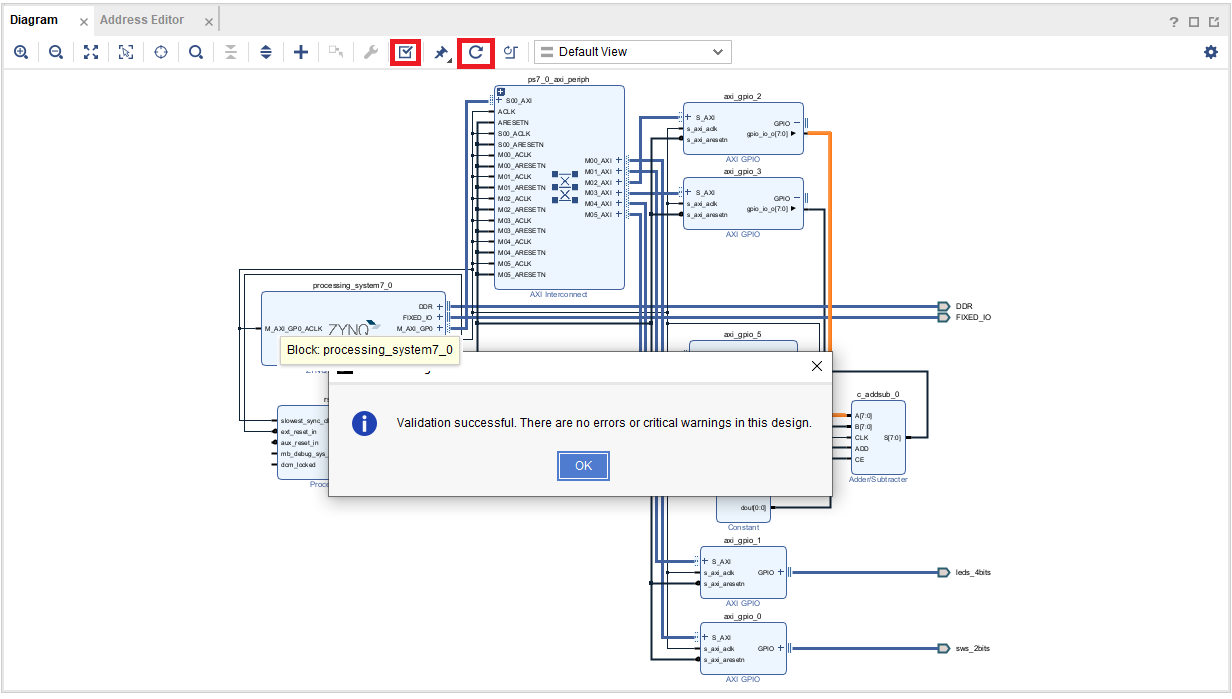 Diagram
Address Editor
Default View
ps7_0_axi_periph
S00_AXI
ACLK
ARESETN
S00_ACLK
S00_ARESETN
M00_ACLK
M00_ARESETN
M01_ACLK
M01_ARESETN
M02_ACLK
M02_ARESETN
M03_ACLK
M03_ARESETN
M04_ACLK
M04_ARESETN
M05_ACLK
M05_ARESETN
M00_AXI
M01_AXI
M02_AXI
M03_AXI
M04_AXI
M05_AXI
AXI Interconnect
axi_gpio_2
S_AXI
s_axi_aclk
s_axi_aresetn
GPIO
gpio_io_o[7:0]
AXI GPIO
axi_gpio_3
S_AXI
s_axi_aclk
s_axi_aresetn
GPIO
gpio_io_o[7:0]
AXI GPIO
processing_system7_0
M_AXI_GP0_ACLK
ZYNQ
DDR
FIXED_IO
M_AXI_GP0
Block: processing_system7_0
DDR
FIXED_IO
axi_gpio_5
slowest_sync_cl
ext_reset_in
aux_reset_in
mb_debug_sys_
dcm_locked
Proce
Validation successful. There are no errors or critical warnings in this design.
OK
c_addsub_0
A[7:0]
B[7:0]
CLK
ADD
CE
S[7:0]
Adder/Subtracter
dout[0:0]
Constant
axi_gpio_1
S_AXI
s_axi_aclk
s_axi_aresetn
GPIO
AXI GPIO
leds_4bits
axi_gpio_0
S_AXI
s_axi_aclk
s_axi_aresetn
GPIO
AXI GPIO
sws_2bits